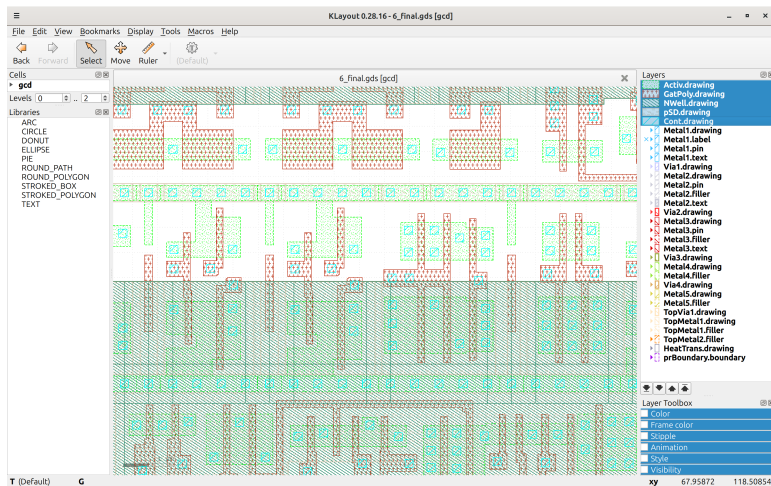 KLayout 0.28.16 - 6_final.gds [gcd]
File Edit View Bookmarks Display Tools Macros Help
Back Forward Select Move Ruler (Default)
Cells
gcd
Levels 0 .. 2
Libraries
ARC
CIRCLE
DONUT
ELLIPSE
PIE
ROUND_PATH
ROUND_POLYGON
STROKED_BOX
STROKED_POLYGON
TEXT
6_final.gds [gcd]
Layers
Activ.drawing
GatPoly.drawing
NWell.drawing
pSD.drawing
Cont.drawing
Metal1.drawing
Metal1.label
Metal1.pin
Metal1.text
Via1.drawing
Metal2.drawing
Metal2.pin
Metal2.filler
Metal2.text
Via2.drawing
Metal3.drawing
Metal3.pin
Metal3.filler
Metal3.text
Via3.drawing
Metal4.drawing
Metal4.filler
Via4.drawing
Metal5.drawing
Metal5.filler
TopVia1.drawing
TopMetal1.drawing
TopMetal1.filler
TopMetal2.filler
HeatTrans.drawing
prBoundary.boundary
Layer Toolbox
Color
Frame color
Stipple
Animation
Style
Visibility
T (Default) G xy 67.95872 118.50854